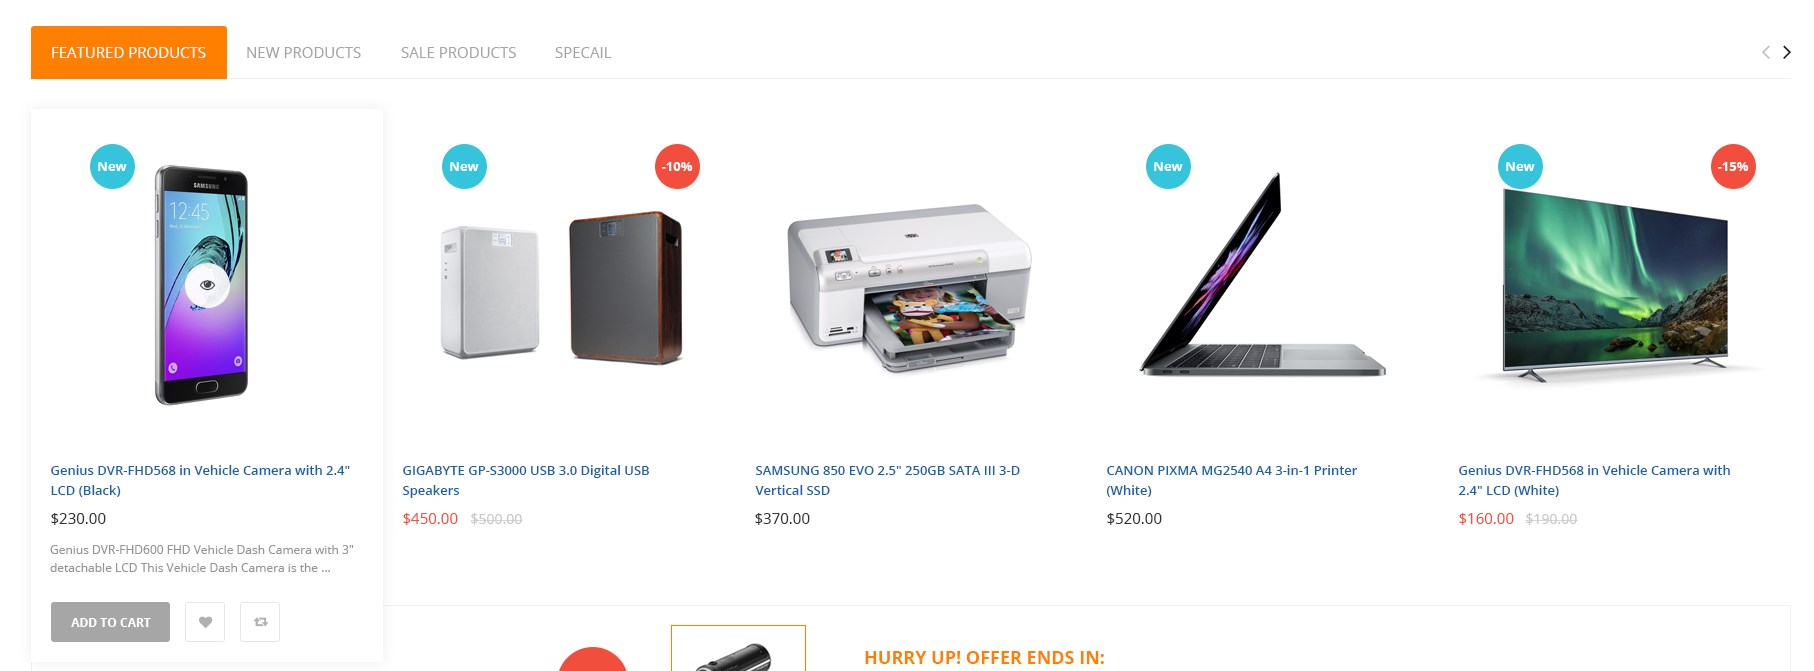 FEATURED PRODUCTS
NEW PRODUCTS
SALE PRODUCTS
SPECAIL
New
SAMSUNG
12:45
Genius DVR-FHD568 in Vehicle Camera with 2.4"
LCD (Black)
$230.00
Genius DVR-FHD600 FHD Vehicle Dash Camera with 3"
detachable LCD This Vehicle Dash Camera is the ...
ADD TO CART
New
-10%
GIGABYTE GP-S3000 USB 3.0 Digital USB
Speakers
$450.00 $500.00
SAMSUNG 850 EVO 2.5" 250GB SATA III 3-D
Vertical SSD
$370.00
New
CANON PIXMA MG2540 A4 3-in-1 Printer
(White)
$520.00
New
-15%
Genius DVR-FHD568 in Vehicle Camera with
2.4" LCD (White)
$160.00 $190.00
HURRY UP! OFFER ENDS IN: